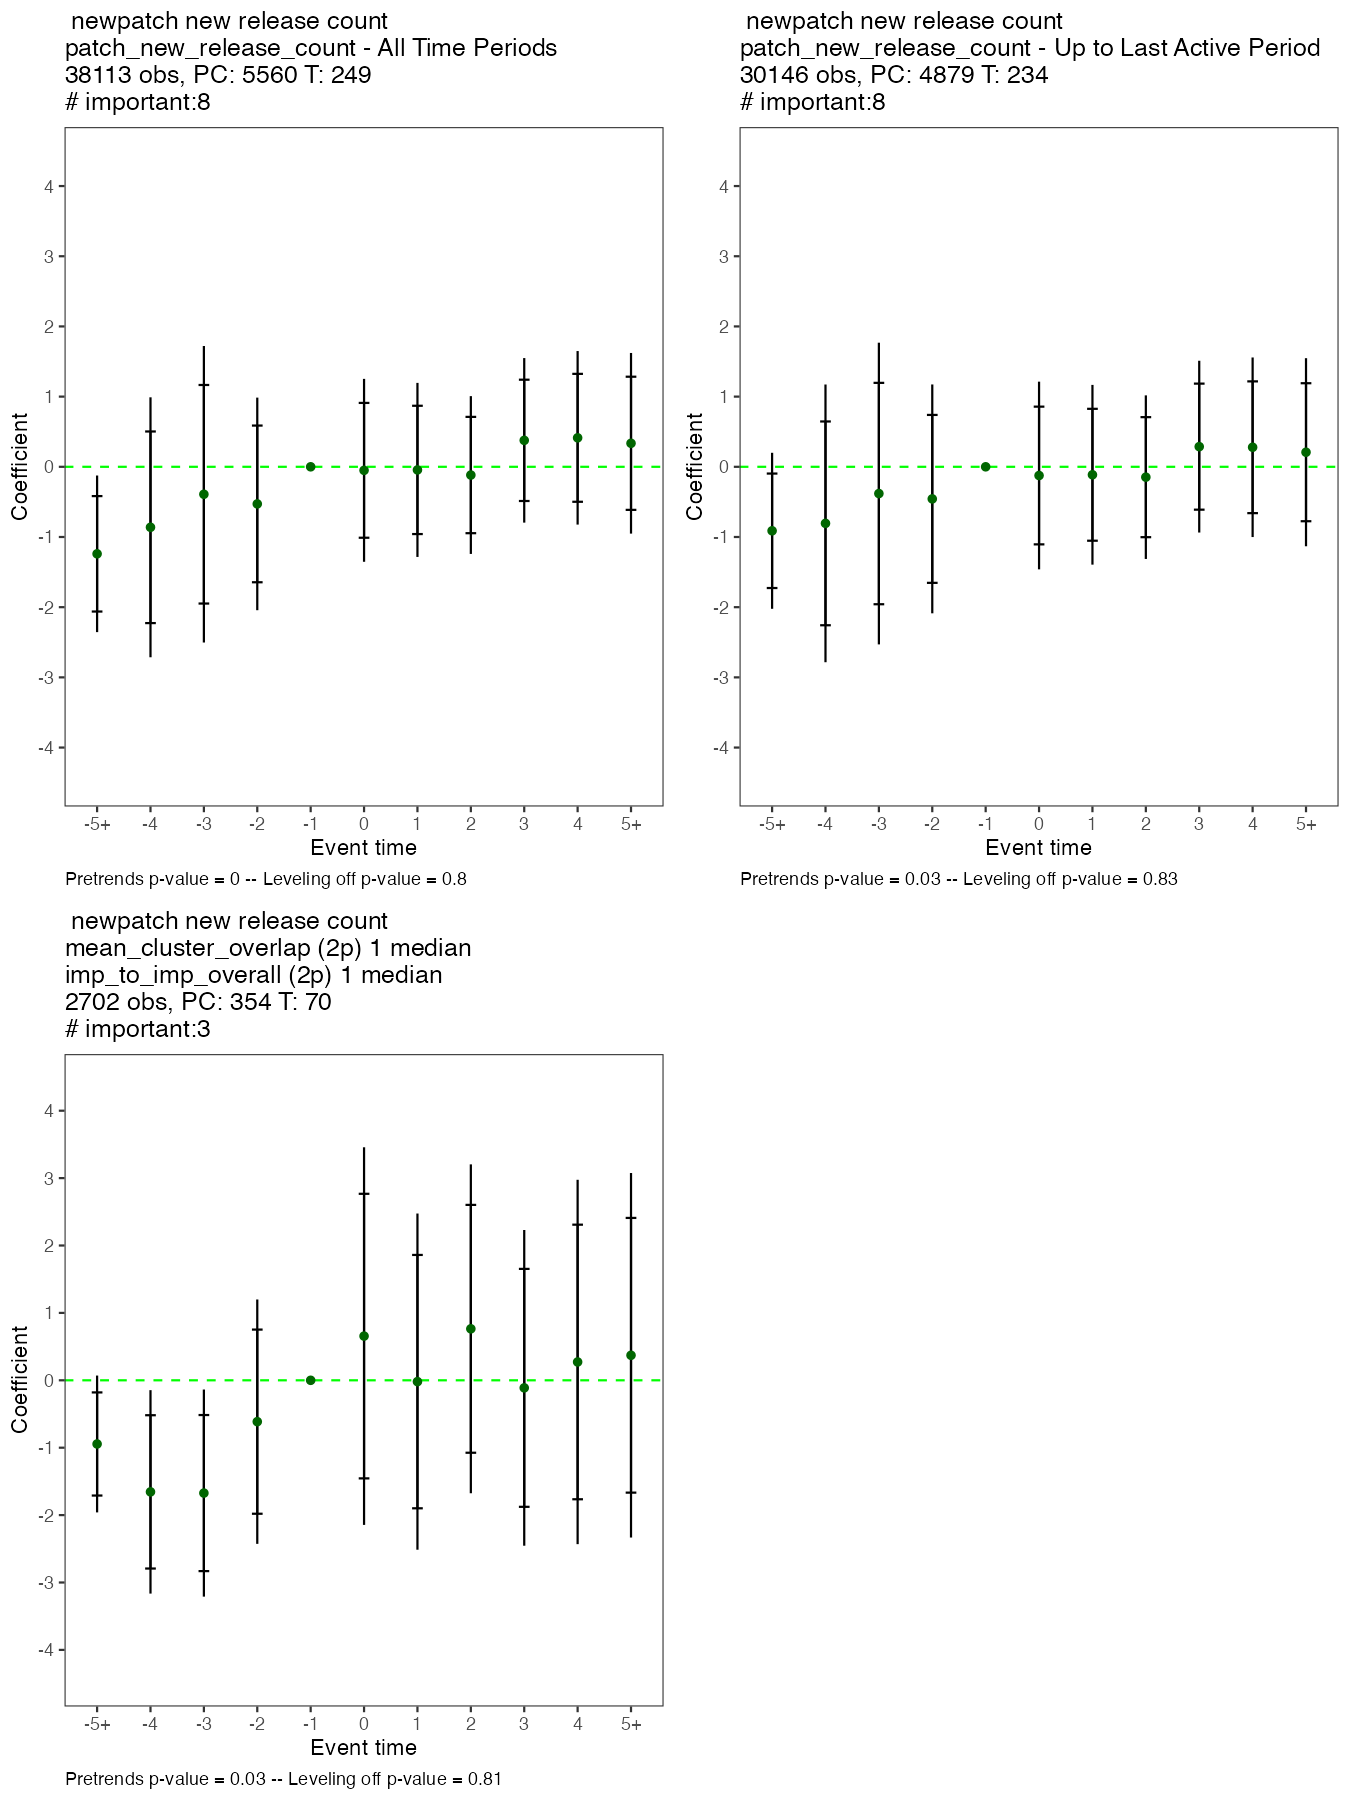 newpatch new release count
patch_new_release_count - All Time Periods
38113 obs, PC: 5560 T: 249
# important:8
4
3
2
1
0
-1
-2
-3
-4
Coefficient
-5+ -4 -3 -2 -1 0 1 2 3 4 5+
Event time
Pretrends p-value = 0 -- Leveling off p-value = 0.8
newpatch new release count
patch_new_release_count - Up to Last Active Period
30146 obs, PC: 4879 T: 234
# important:8
4
3
2
1
0
-1
-2
-3
-4
Coefficient
-5+ -4 -3 -2 -1 0 1 2 3 4 5+
Event time
Pretrends p-value = 0.03 -- Leveling off p-value = 0.83
newpatch new release count
mean_cluster_overlap (2p) 1 median
imp_to_imp_overall (2p) 1 median
2702 obs, PC: 354 T: 70
# important:3
4
3
2
1
0
-1
-2
-3
-4
Coefficient
-5+ -4 -3 -2 -1 0 1 2 3 4 5+
Event time
Pretrends p-value = 0.03 -- Leveling off p-value = 0.81